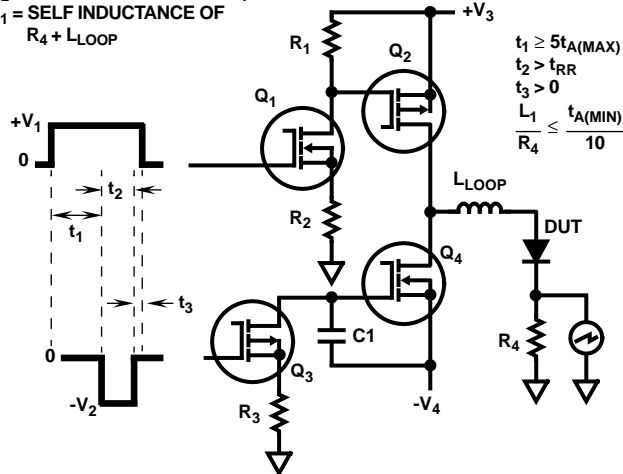 1 = SELF INDUCTANCE OF
R4 + LLOOP
+V3
R1
Q2
t1 ≥ 5tA(MAX)
t2 > tRR
t3 > 0
L1/R4 ≤ tA(MIN)/10
Q1
+V1
0
t2
t1
R2
LLOOP
DUT
Q4
t3
C1
R4
0
Q3
-V2
R3
-V4